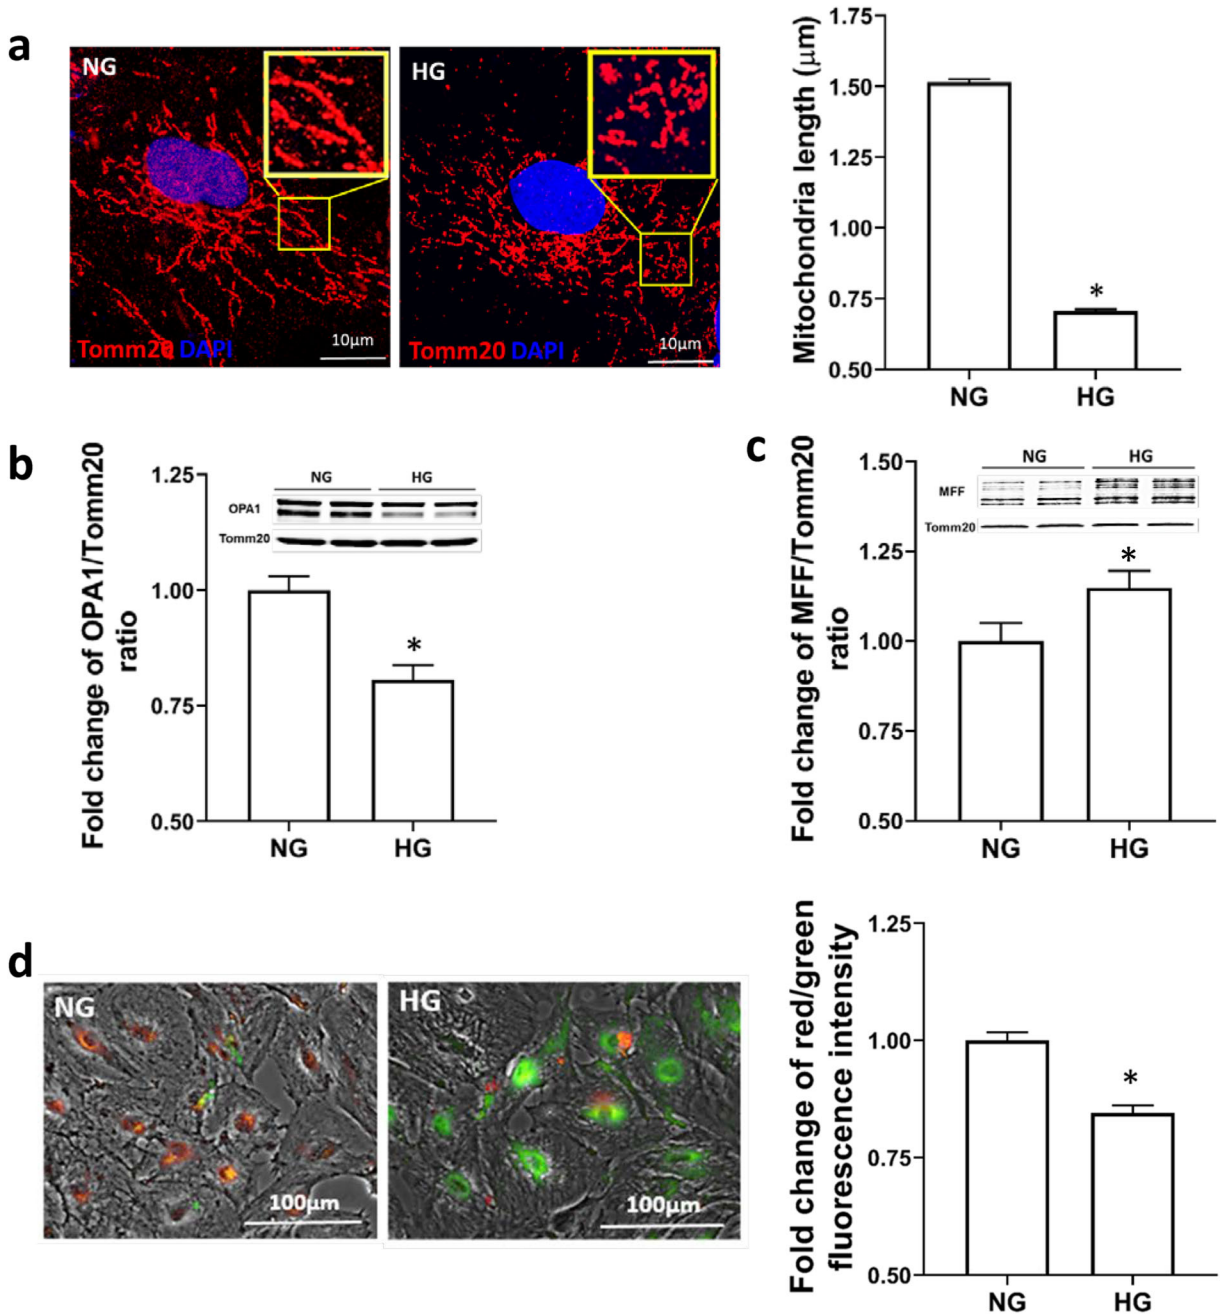 a
NG
Tomm20 DAPI
10μm
HG
Tomm20 DAPI
10μm
Mitochondria length (μm)
1.75
1.50
1.25
1.00
0.75
0.50
*
NG
HG
b
Fold change of OPA1/Tomm20
ratio
1.25
1.00
0.75
0.50
NG
HG
OPA1
Tomm20
*
NG
HG
c
Fold change of MFF/Tomm20
ratio
1.50
1.25
1.00
0.75
0.50
NG
HG
MFF
Tomm20
*
NG
HG
d
NG
100μm
HG
100μm
Fold change of red/green
fluorescence intensity
1.25
1.00
0.75
0.50
*
NG
HG